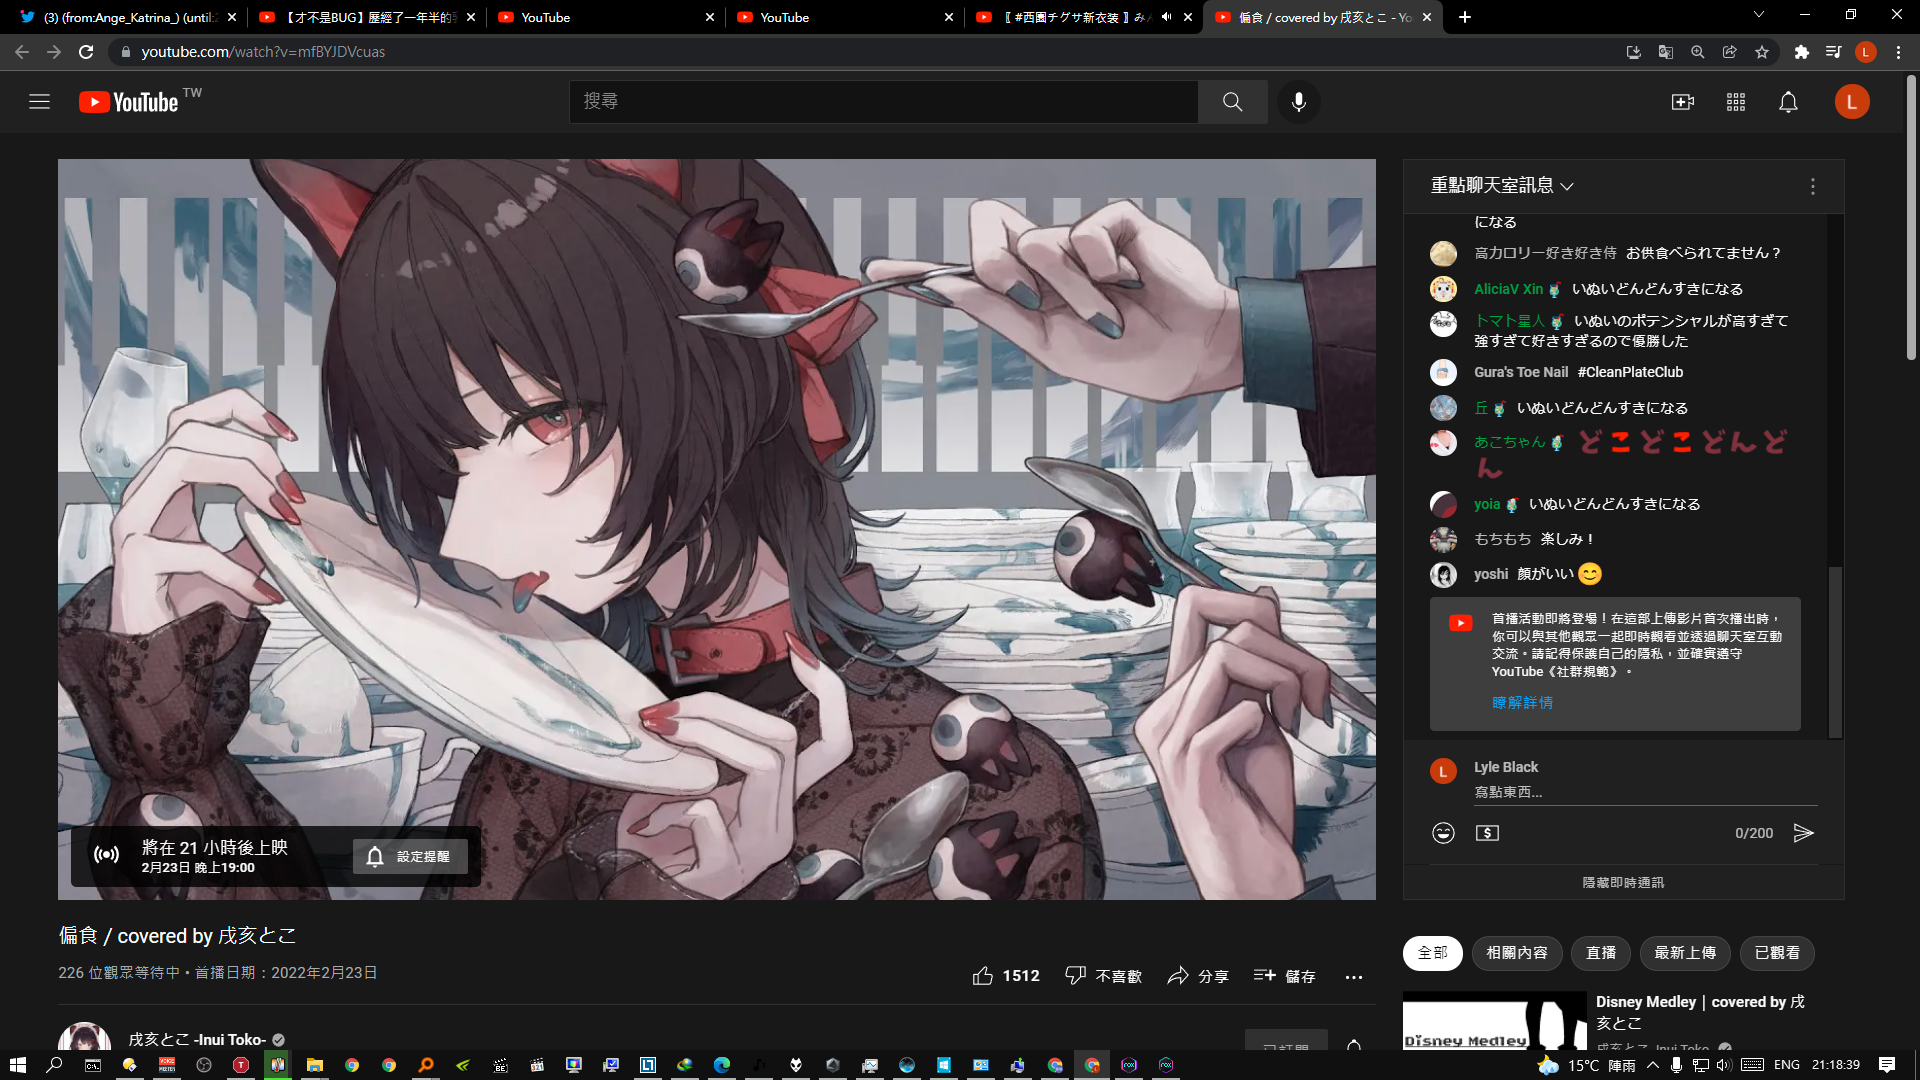 (3) (from:Ange_Katrina_) (until:2
【才不是BUG】歷經了一年半的
YouTube
YouTube
〖 #西園チグサ新衣装 〗み
偏食 / covered by 戌亥とこ - Yo
youtube.com/watch?v=mfBYJDVcuas
L
YouTube TW
搜尋
L
重點聊天室訊息
になる
高カロリー好き好き侍 お供食べられてません？
AliciaV Xin いぬいどんどんすきになる
トマト星人 いぬいのポテンシャルが高すぎて
強すぎて好きすぎるので優勝した
Gura's Toe Nail #CleanPlateClub
丘 いぬいどんどんすきになる
あこちゃん どこどこどんど
ん
yoia いぬいどんどんすきになる
もちもち 楽しみ！
yoshi 顔がいい😊
首播活動即將登場！在這部上傳影片首次播出時，
你可以與其他觀眾一起即時觀看並透過聊天室互動
交流。請記得保護自己的隱私，並確實遵守
YouTube《社群規範》。
瞭解詳情
L Lyle Black
寫點東西...
0/200
隱藏即時通訊
將在 21 小時後上映
2月23日 晚上19:00
設定提醒
偏食 / covered by 戌亥とこ
226 位觀眾等待中 • 首播日期：2022年2月23日
1512
不喜歡
分享
儲存
戌亥とこ -Inui Toko-
已訂閱
全部
相關內容
直播
最新上傳
已觀看
Disney Medley
Disney Medley｜covered by 戌
亥とこ
戌亥とこ -Inui Toko-
15°C 陣雨
ENG
21:18:39